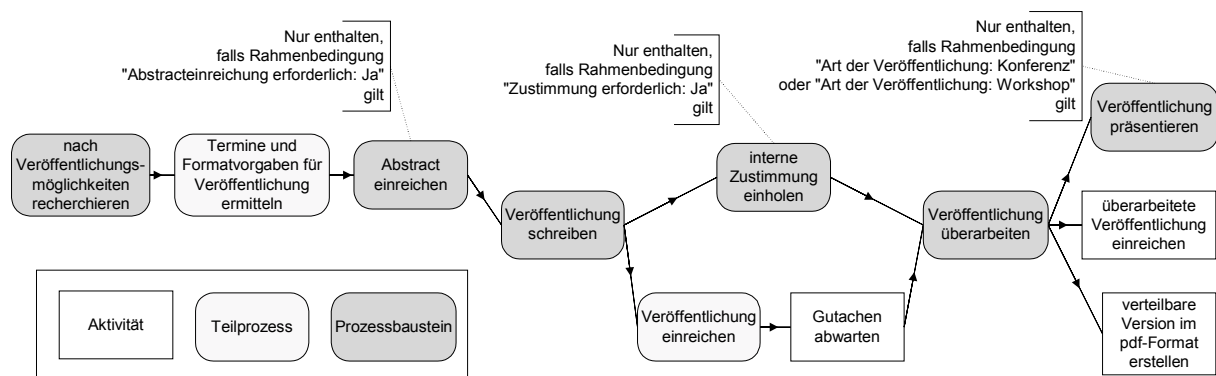 Nur enthalten,
falls Rahmenbedingung
"Abstracteinreichung erforderlich: Ja"
gilt
Nur enthalten,
falls Rahmenbedingung
"Zustimmung erforderlich: Ja"
gilt
Nur enthalten,
falls Rahmenbedingung
"Art der Veröffentlichung: Konferenz"
oder "Art der Veröffentlichung: Workshop"
gilt
nach
Veröffentlichungs-
möglichkeiten
recherchieren
Termine und
Formatvorgaben für
Veröffentlichung
ermitteln
Abstract
einreichen
Veröffentlichung
schreiben
interne
Zustimmung
einholen
Veröffentlichung
einreichen
Gutachen
abwarten
Veröffentlichung
überarbeiten
Veröffentlichung
präsentieren
überarbeitete
Veröffentlichung
einreichen
verteilbare
Version im
pdf-Format
erstellen
Aktivität
Teilprozess
Prozessbaustein